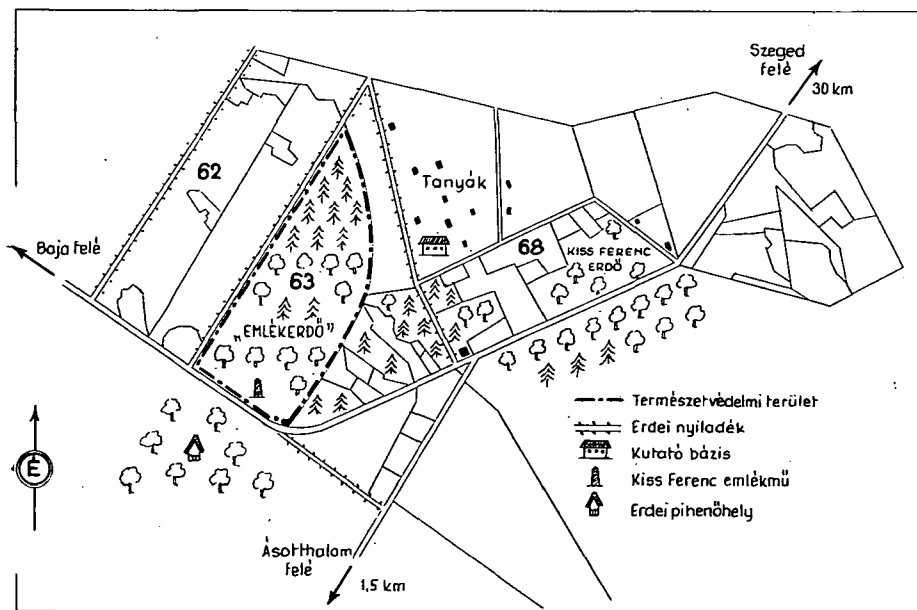 Szeged
felé
30 km
62
Tanyák
Baja felé
68
KISS FERENC
ERDŐ
63
„EMLÉKERDŐ"
Természetvédelmi terület
Erdei nyiladék
Kutató bázis
Kiss Ferenc emlékmű
Erdei pihenőhely
É
Ásotthalom
felé
1,5 km